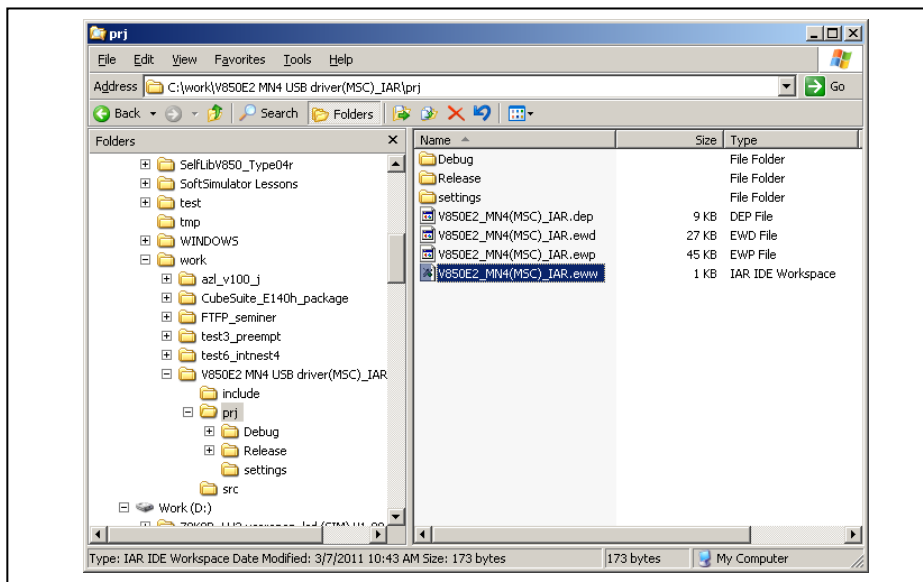 prj
File Edit View Favorites Tools Help
Address C:\work\V850E2 MN4 USB driver(MSC)_IAR\prj Go
Back Search Folders
Folders
SelfLibV850_Type04r
SoftSimulator Lessons
test
tmp
WINDOWS
work
azl_v100_j
CubeSuite_E140h_package
FTFP_seminer
test3_preempt
test6_intnest4
V850E2 MN4 USB driver(MSC)_IAR
include
prj
Debug
Release
settings
src
Work (D:)
Name Size Type
Debug File Folder
Release File Folder
settings File Folder
V850E2_MN4(MSC)_IAR.dep 9 KB DEP File
V850E2_MN4(MSC)_IAR.ewd 27 KB EWD File
V850E2_MN4(MSC)_IAR.ewp 45 KB EWP File
V850E2_MN4(MSC)_IAR.eww 1 KB IAR IDE Workspace
Type: IAR IDE Workspace Date Modified: 3/7/2011 10:43 AM Size: 173 bytes 173 bytes My Computer